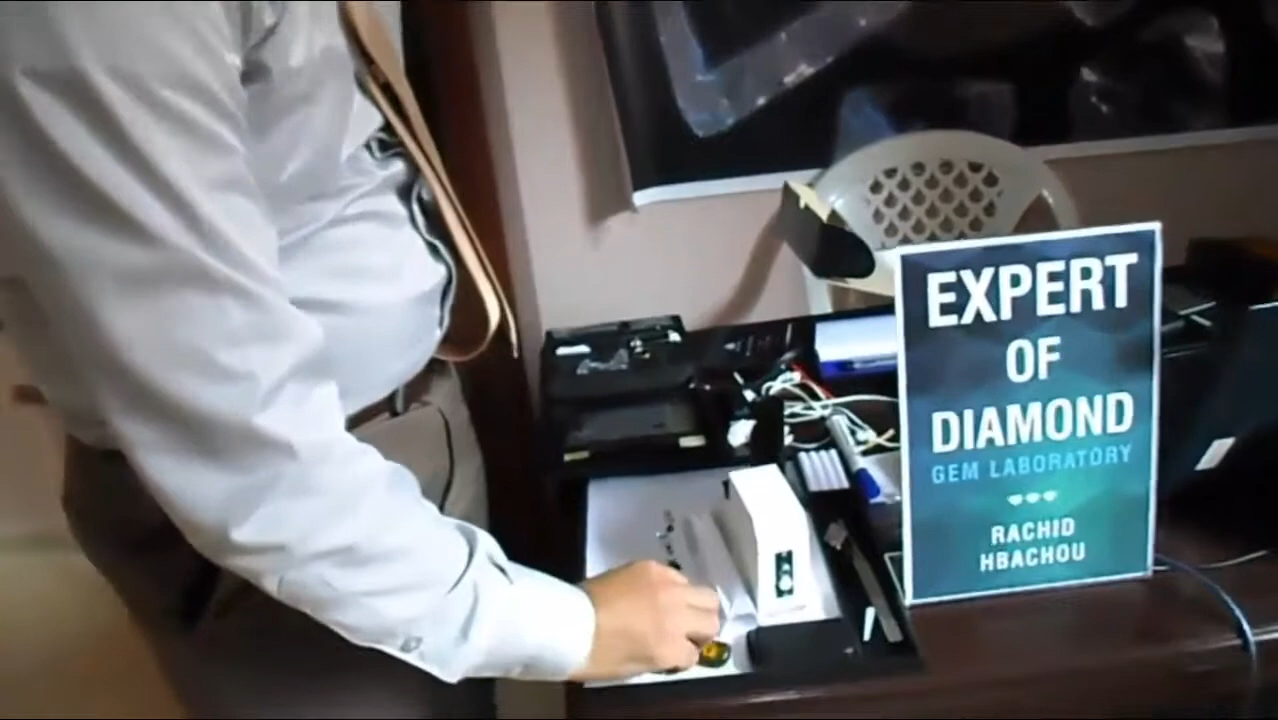 EXPERT
OF
DIAMOND
GEM LABORATORY
RACHID
HBACHOU